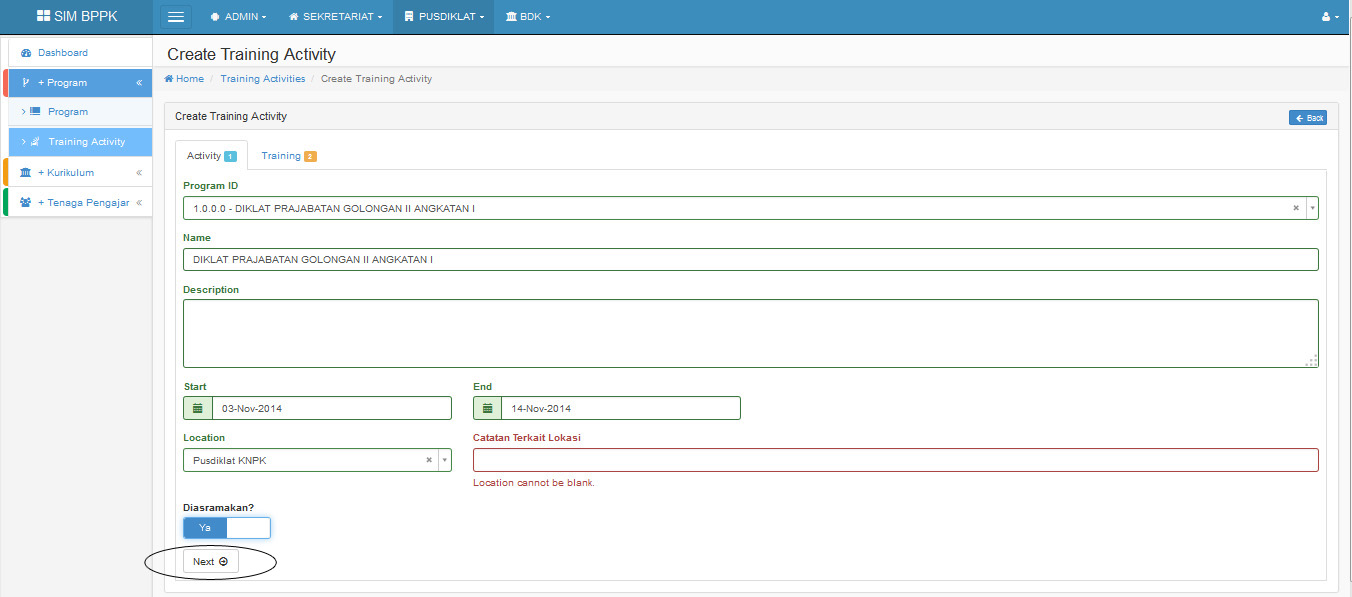 SIM BPPK ADMIN SEKRETARIAT PUSDIKLAT BDK
Dashboard
+ Program «
Program
Training Activity
+ Kurikulum «
+ Tenaga Pengajar «
Create Training Activity
Home / Training Activities / Create Training Activity
Create Training Activity Back
Activity 1 Training 2
Program ID
1.0.0.0 - DIKLAT PRAJABATAN GOLONGAN II ANGKATAN I
Name
DIKLAT PRAJABATAN GOLONGAN II ANGKATAN I
Description
Start End
03-Nov-2014 14-Nov-2014
Location Catatan Terkait Lokasi
Pusdiklat KNPK
Location cannot be blank.
Diasramakan?
Ya
Next